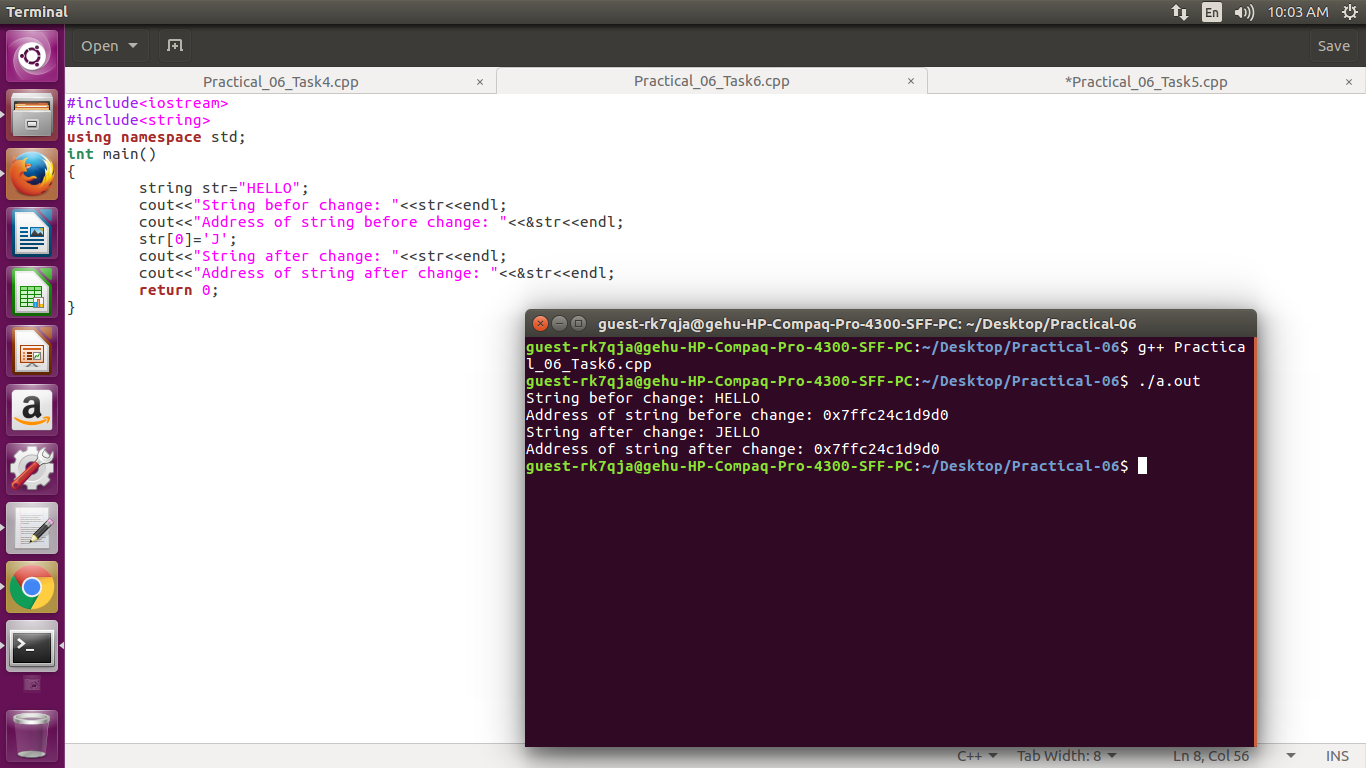 Terminal
En
10:03 AM
Open
Save
Practical_06_Task4.cpp ×
Practical_06_Task6.cpp ×
*Practical_06_Task5.cpp ×
#include<iostream>
#include<string>
using namespace std;
int main()
{
string str="HELLO";
cout<<"String befor change: "<<str<<endl;
cout<<"Address of string before change: "<<&str<<endl;
str[0]='J';
cout<<"String after change: "<<str<<endl;
cout<<"Address of string after change: "<<&str<<endl;
return 0;
}
guest-rk7qja@gehu-HP-Compaq-Pro-4300-SFF-PC: ~/Desktop/Practical-06
guest-rk7qja@gehu-HP-Compaq-Pro-4300-SFF-PC:~/Desktop/Practical-06$ g++ Practica
l_06_Task6.cpp
guest-rk7qja@gehu-HP-Compaq-Pro-4300-SFF-PC:~/Desktop/Practical-06$ ./a.out
String befor change: HELLO
Address of string before change: 0x7ffc24c1d9d0
String after change: JELLO
Address of string after change: 0x7ffc24c1d9d0
guest-rk7qja@gehu-HP-Compaq-Pro-4300-SFF-PC:~/Desktop/Practical-06$
C++
Tab Width: 8
Ln 8, Col 56
INS